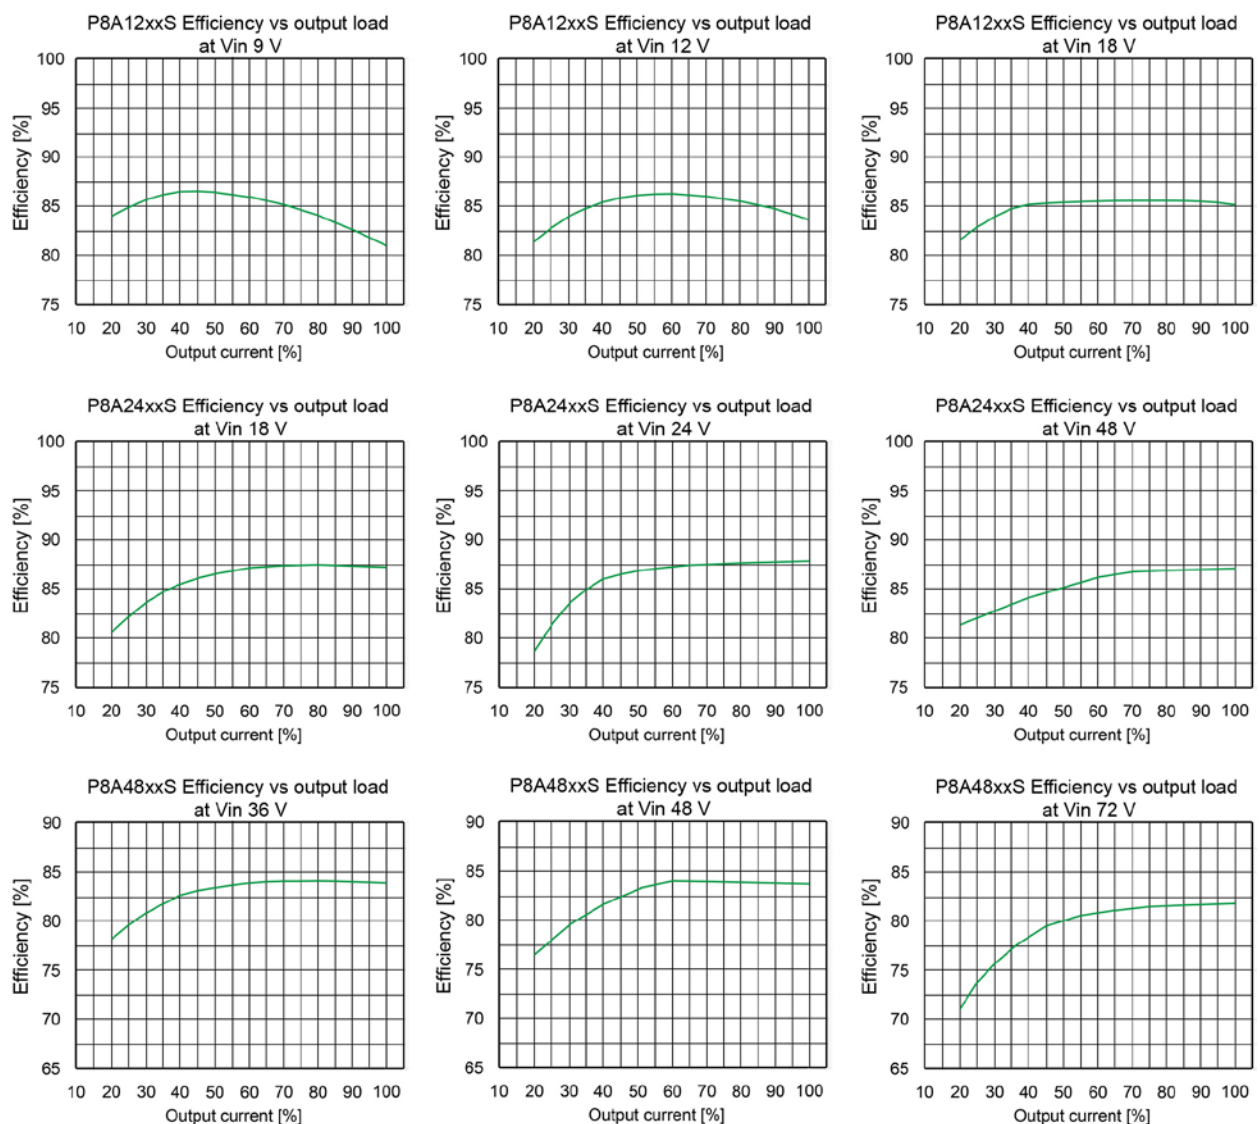 P8A12xxS Efficiency vs output load
at Vin 9 V
Efficiency [%]
100
95
90
85
80
75
10 20 30 40 50 60 70 80 90 100
Output current [%]
P8A12xxS Efficiency vs output load
at Vin 12 V
Efficiency [%]
100
95
90
85
80
75
10 20 30 40 50 60 70 80 90 100
Output current [%]
P8A12xxS Efficiency vs output load
at Vin 18 V
Efficiency [%]
100
95
90
85
80
75
10 20 30 40 50 60 70 80 90 100
Output current [%]
P8A24xxS Efficiency vs output load
at Vin 18 V
Efficiency [%]
100
95
90
85
80
75
10 20 30 40 50 60 70 80 90 100
Output current [%]
P8A24xxS Efficiency vs output load
at Vin 24 V
Efficiency [%]
100
95
90
85
80
75
10 20 30 40 50 60 70 80 90 100
Output current [%]
P8A24xxS Efficiency vs output load
at Vin 48 V
Efficiency [%]
100
95
90
85
80
75
10 20 30 40 50 60 70 80 90 100
Output current [%]
P8A48xxS Efficiency vs output load
at Vin 36 V
Efficiency [%]
90
85
80
75
70
65
10 20 30 40 50 60 70 80 90 100
Output current [%]
P8A48xxS Efficiency vs output load
at Vin 48 V
Efficiency [%]
90
85
80
75
70
65
10 20 30 40 50 60 70 80 90 100
Output current [%]
P8A48xxS Efficiency vs output load
at Vin 72 V
Efficiency [%]
90
85
80
75
70
65
10 20 30 40 50 60 70 80 90 100
Output current [%]